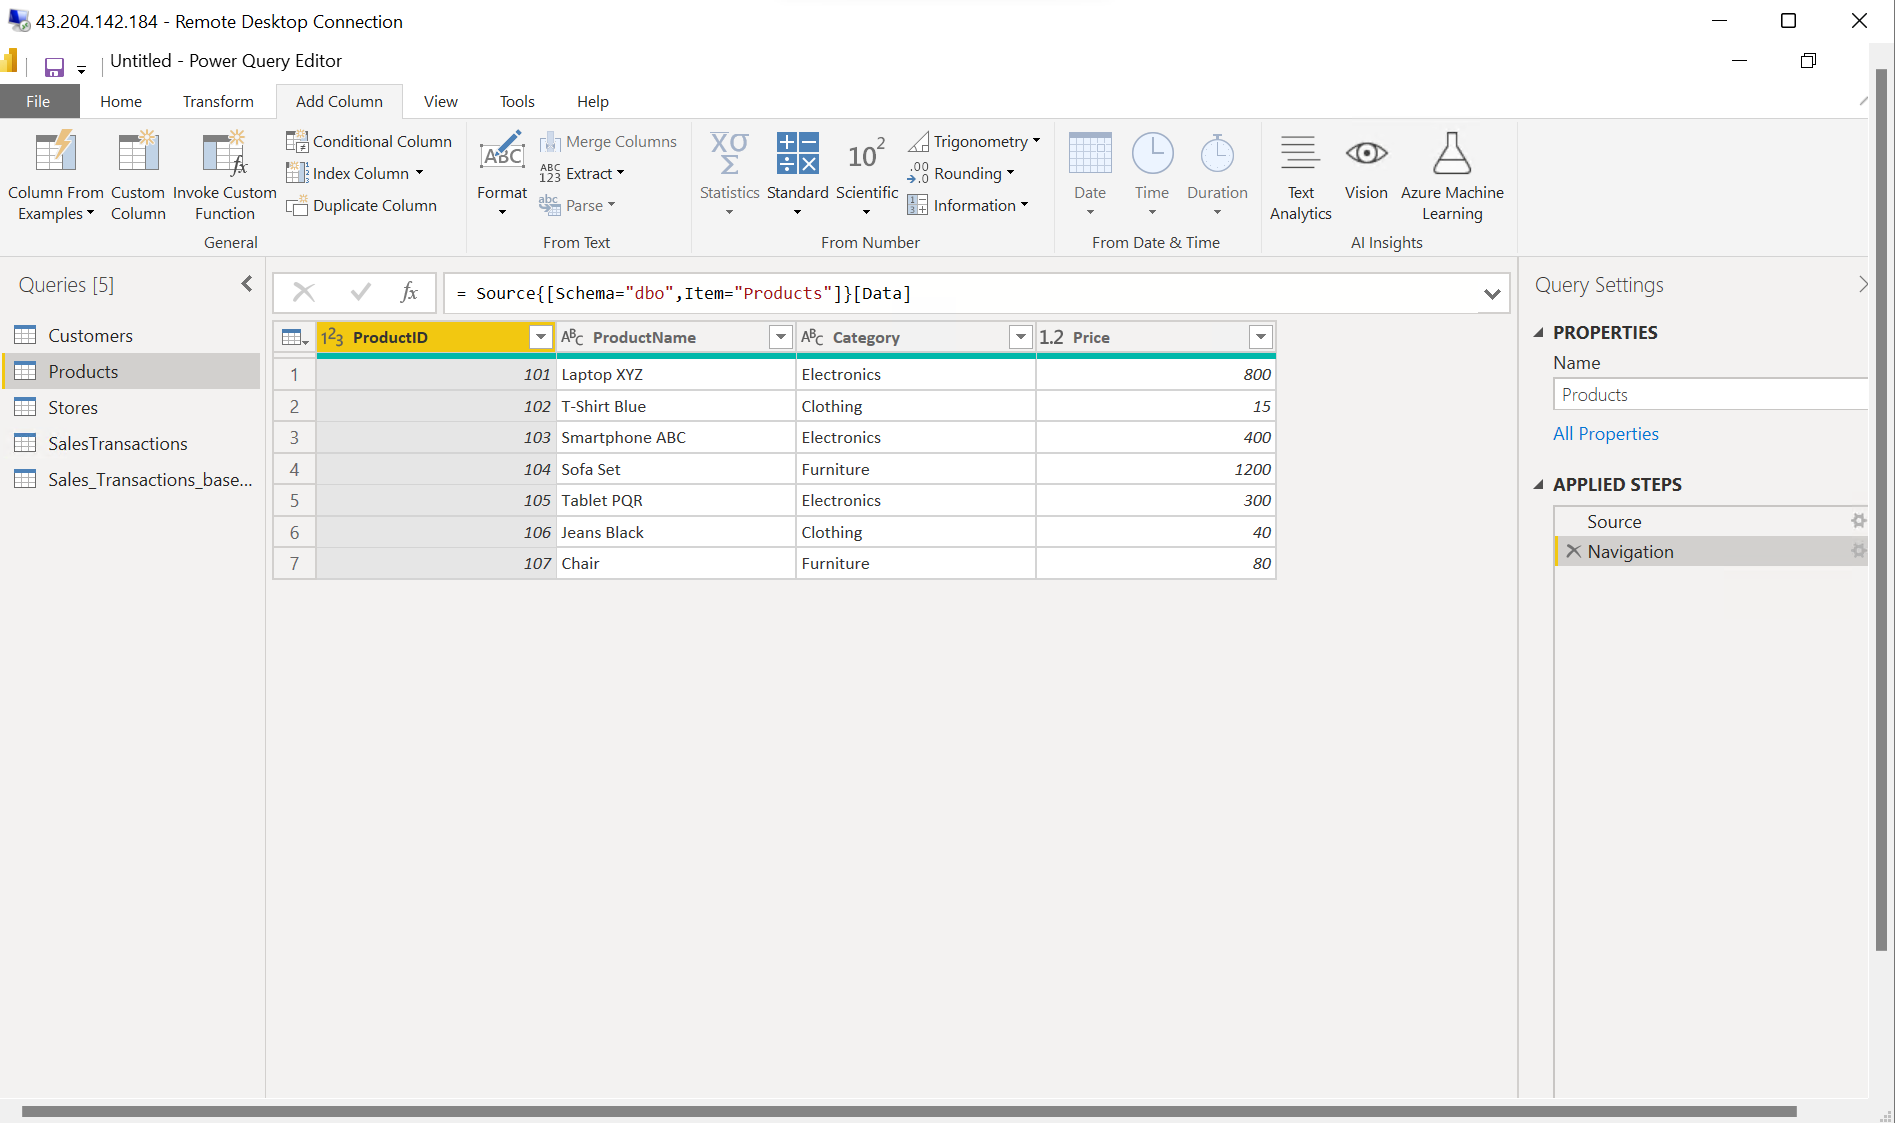 43.204.142.184 - Remote Desktop Connection
Untitled - Power Query Editor
File Home Transform Add Column View Tools Help
Column From Examples
Custom Column
Invoke Custom Function
Conditional Column
Index Column
Duplicate Column
General
Format
Merge Columns
Extract
Parse
From Text
Statistics
Standard
Scientific
Trigonometry
Rounding
Information
From Number
Date
Time
Duration
From Date & Time
Text Analytics
Vision
Azure Machine Learning
AI Insights
Queries [5]
Customers
Products
Stores
SalesTransactions
Sales_Transactions_base...
fx = Source{[Schema="dbo",Item="Products"]}[Data]
123 ProductID ABC ProductName ABC Category 1.2 Price
1 101 Laptop XYZ Electronics 800
2 102 T-Shirt Blue Clothing 15
3 103 Smartphone ABC Electronics 400
4 104 Sofa Set Furniture 1200
5 105 Tablet PQR Electronics 300
6 106 Jeans Black Clothing 40
7 107 Chair Furniture 80
Query Settings
PROPERTIES
Name
Products
All Properties
APPLIED STEPS
Source
Navigation